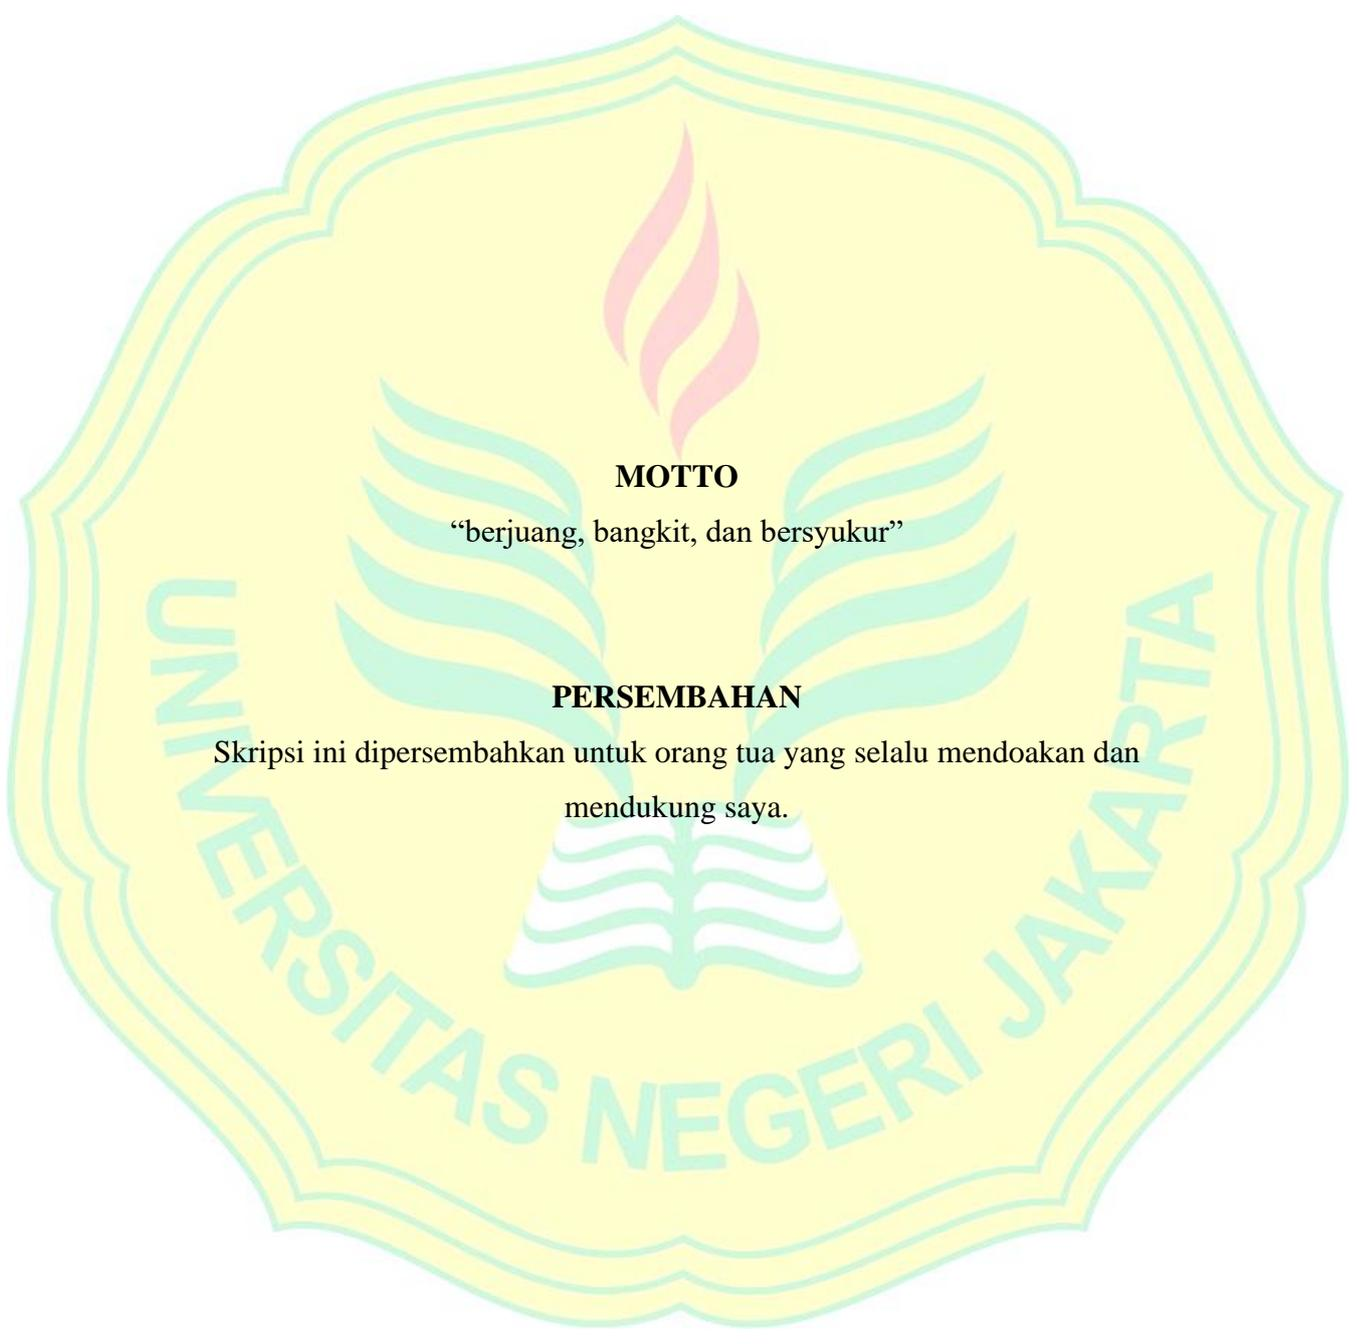 MOTTO
“berjuang, bangkit, dan bersyukur”
PERSEMBAHAN
Skripsi ini dipersembahkan untuk orang tua yang selalu mendoakan dan
mendukung saya.
UNIVERSITAS NEGERI JAKARTA